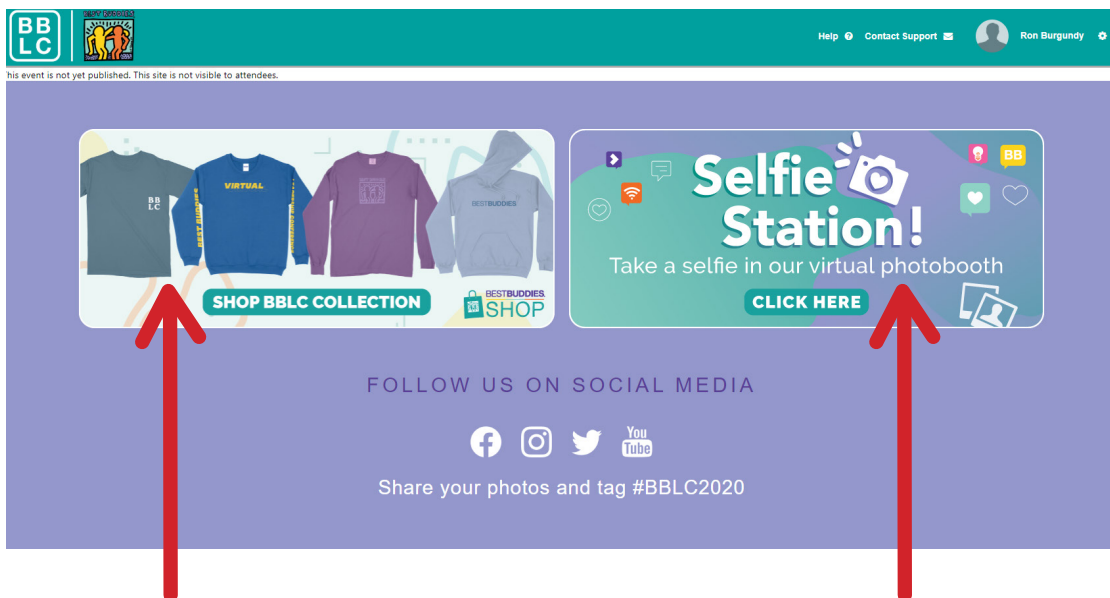 BB
LC
BEST BUDDIES
Help
Contact Support
Ron Burgundy
his event is not yet published. This site is not visible to attendees.
BB
LC
VIRTUAL
BEST BUDDIES
BESTBUDDIES
SHOP BBLC COLLECTION
BESTBUDDIES
SHOP
Selfie
Station!
Take a selfie in our virtual photobooth
CLICK HERE
BB
FOLLOW US ON SOCIAL MEDIA
You
Tube
Share your photos and tag #BBLC2020